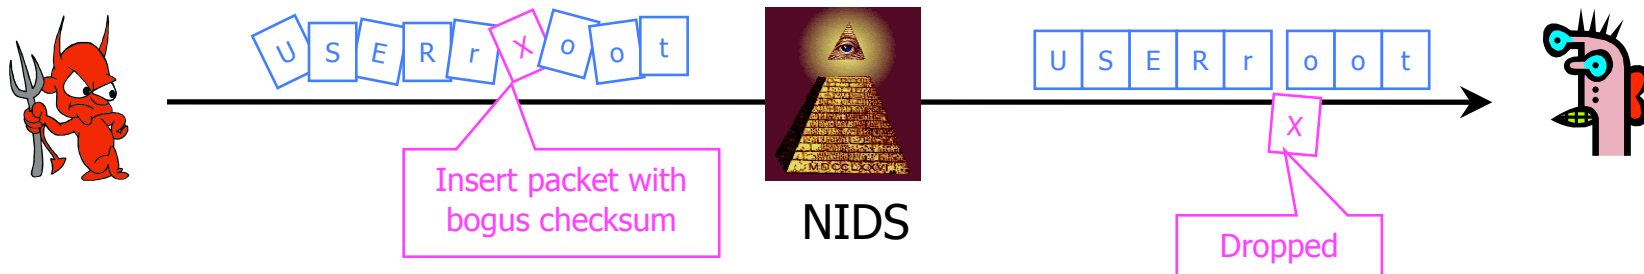 U S E R r X o o t
U S E R r o o t
X
Insert packet with
bogus checksum
NIDS
Dropped